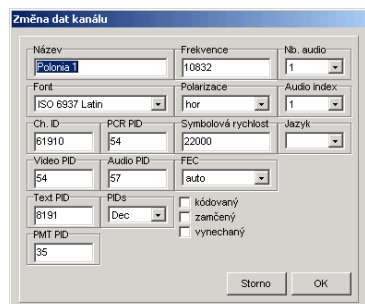 Změna dat kanálu
Název Frekvence Nb. audio
Polonia 1 10832 1
Font Polarizace Audio index
ISO 6937 Latin hor 1
Ch. ID PCR PID Symbolová rychlost Jazyk
61910 54 22000
Video PID Audio PID FEC
54 57 auto
Text PID PIDs
8191 Dec
kódovaný
zamčený
vynechaný
PMT PID
35
Storno OK